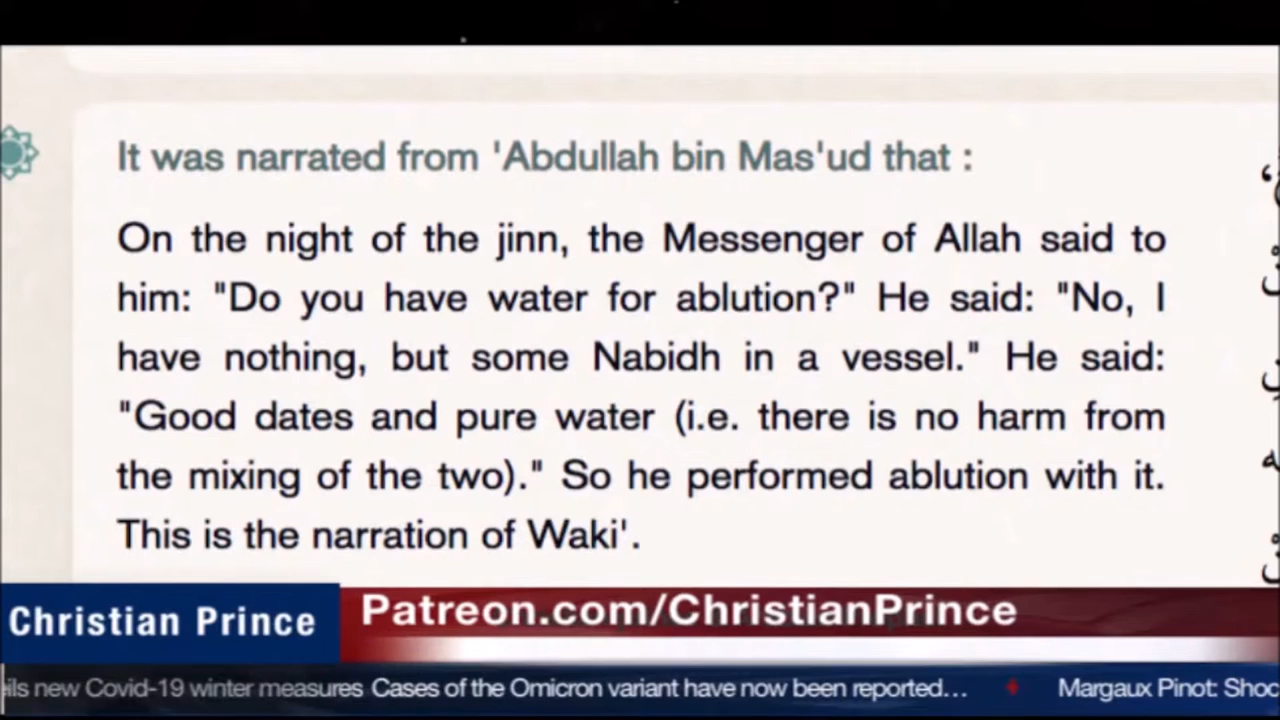 It was narrated from 'Abdullah bin Mas'ud that :
On the night of the jinn, the Messenger of Allah said to
him: "Do you have water for ablution?" He said: "No, I
have nothing, but some Nabidh in a vessel." He said:
"Good dates and pure water (i.e. there is no harm from
the mixing of the two)." So he performed ablution with it.
This is the narration of Waki'.
Christian Prince
Patreon.com/ChristianPrince
new Covid-19 winter measures Cases of the Omicron variant have now been reported... Margaux Pinot: